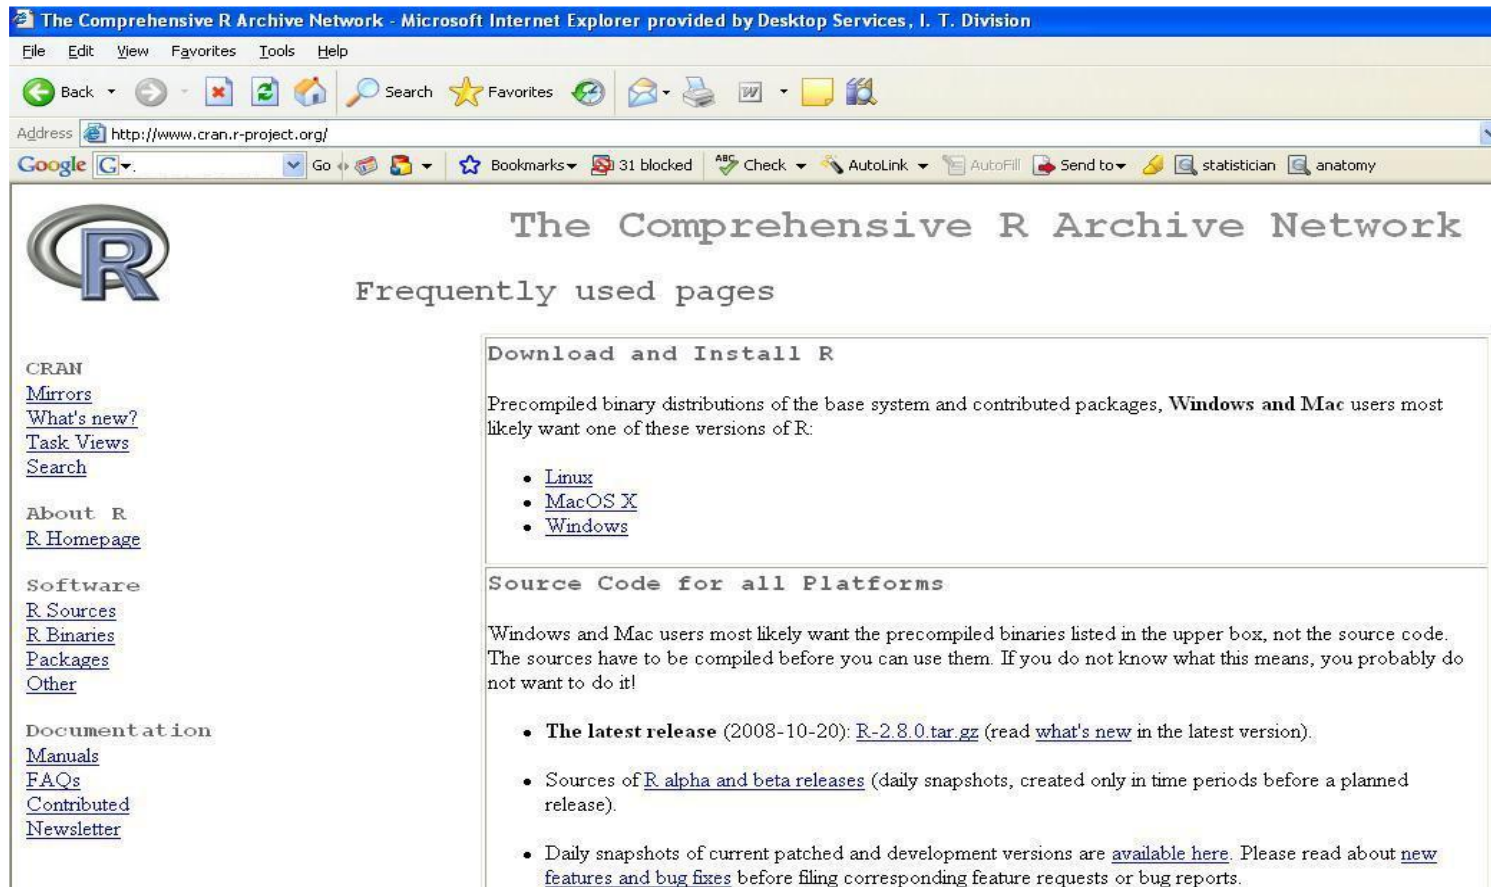 The Comprehensive R Archive Network - Microsoft Internet Explorer provided by Desktop Services, I. T. Division
File Edit View Favorites Tools Help
Back Search Favorites
Address http://www.cran.r-project.org/
Google G Go Bookmarks 31 blocked ABC Check AutoLink AutoFill Send to statistician anatomy
R
The Comprehensive R Archive Network
Frequently used pages
CRAN
Mirrors
What's new?
Task Views
Search
About R
R Homepage
Software
R Sources
R Binaries
Packages
Other
Documentation
Manuals
FAQs
Contributed
Newsletter
Download and Install R
Precompiled binary distributions of the base system and contributed packages, Windows and Mac users most
likely want one of these versions of R:
• Linux
• MacOS X
• Windows
Source Code for all Platforms
Windows and Mac users most likely want the precompiled binaries listed in the upper box, not the source code.
The sources have to be compiled before you can use them. If you do not know what this means, you probably do
not want to do it!
• The latest release (2008-10-20): R-2.8.0.tar.gz (read what's new in the latest version).
• Sources of R alpha and beta releases (daily snapshots, created only in time periods before a planned
release).
• Daily snapshots of current patched and development versions are available here. Please read about new
features and bug fixes before filing corresponding feature requests or bug reports.